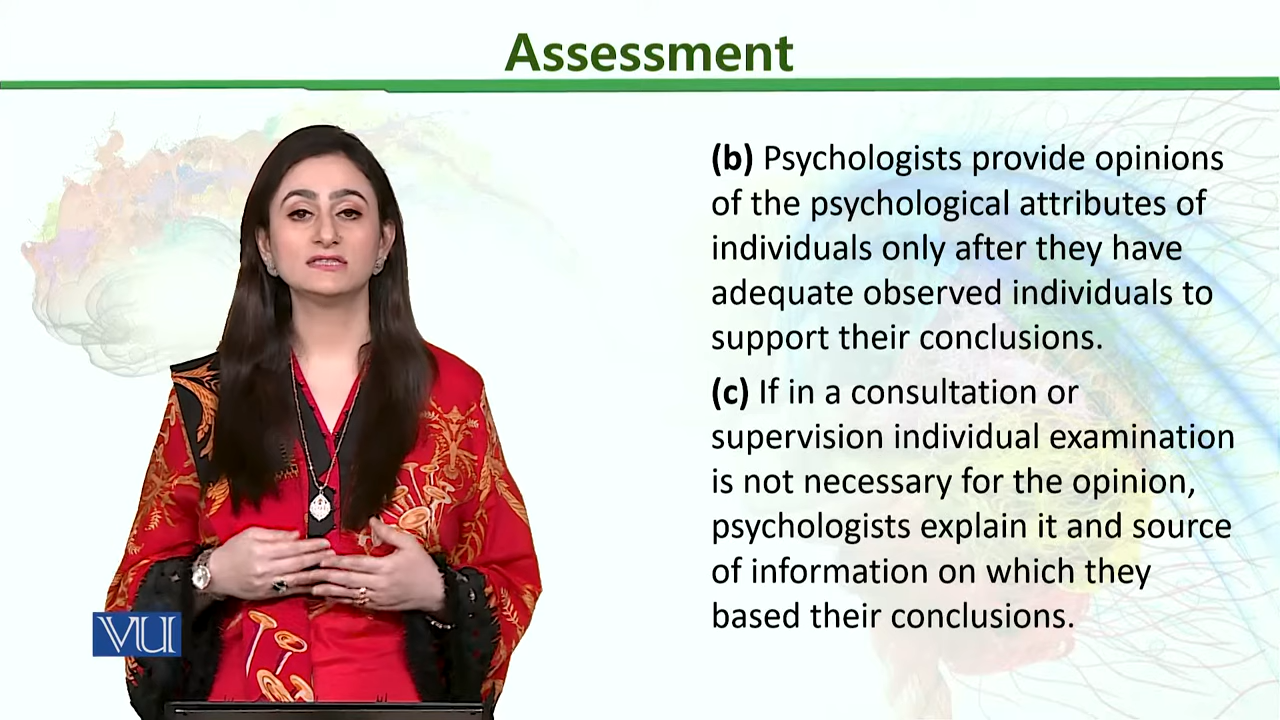 Assessment
(b) Psychologists provide opinions
of the psychological attributes of
individuals only after they have
adequate observed individuals to
support their conclusions.
(c) If in a consultation or
supervision individual examination
is not necessary for the opinion,
psychologists explain it and source
of information on which they
based their conclusions.
VU